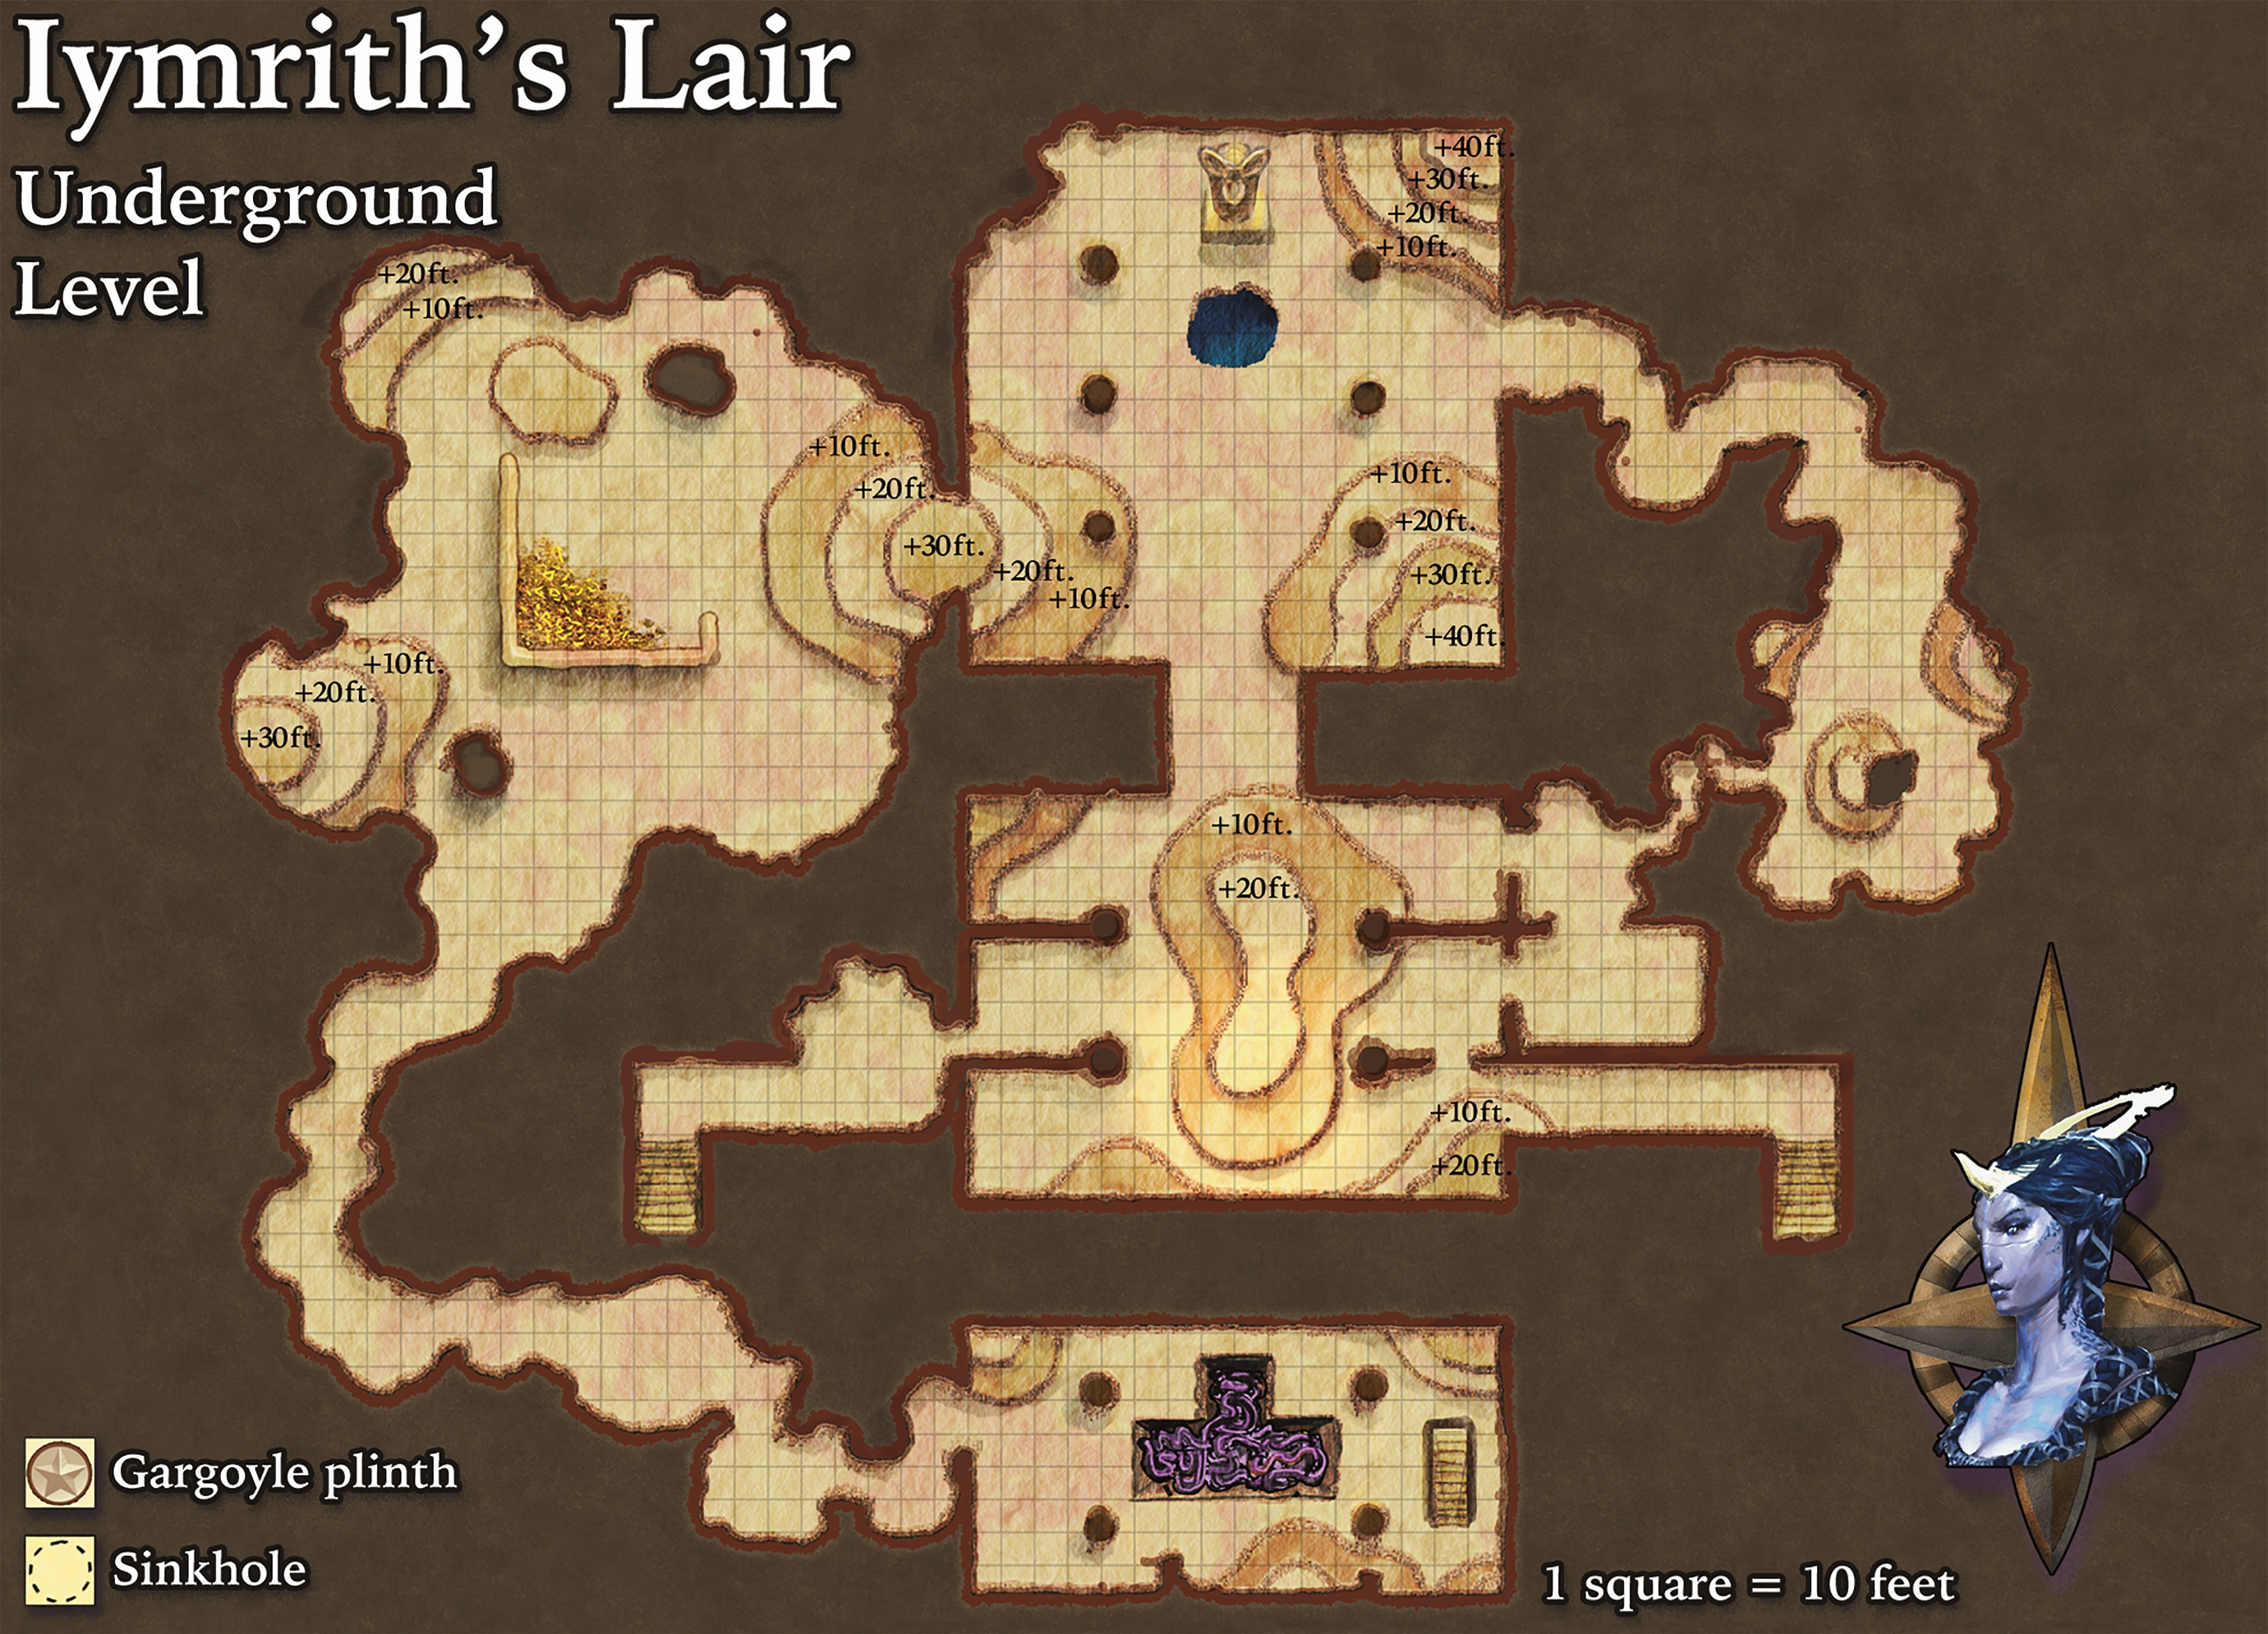 Iymrith's Lair
Underground
Level
+40ft.
+30ft.
+20ft.
+10ft.
+20ft.
+10ft.
+10ft.
+20ft.
+30ft.
+20ft.
+10ft.
+10ft.
+20ft.
+30ft.
+40ft.
+10ft.
+20ft.
+30ft.
+10ft.
+20ft.
+10ft.
+20ft.
Gargoyle plinth
Sinkhole
1 square = 10 feet